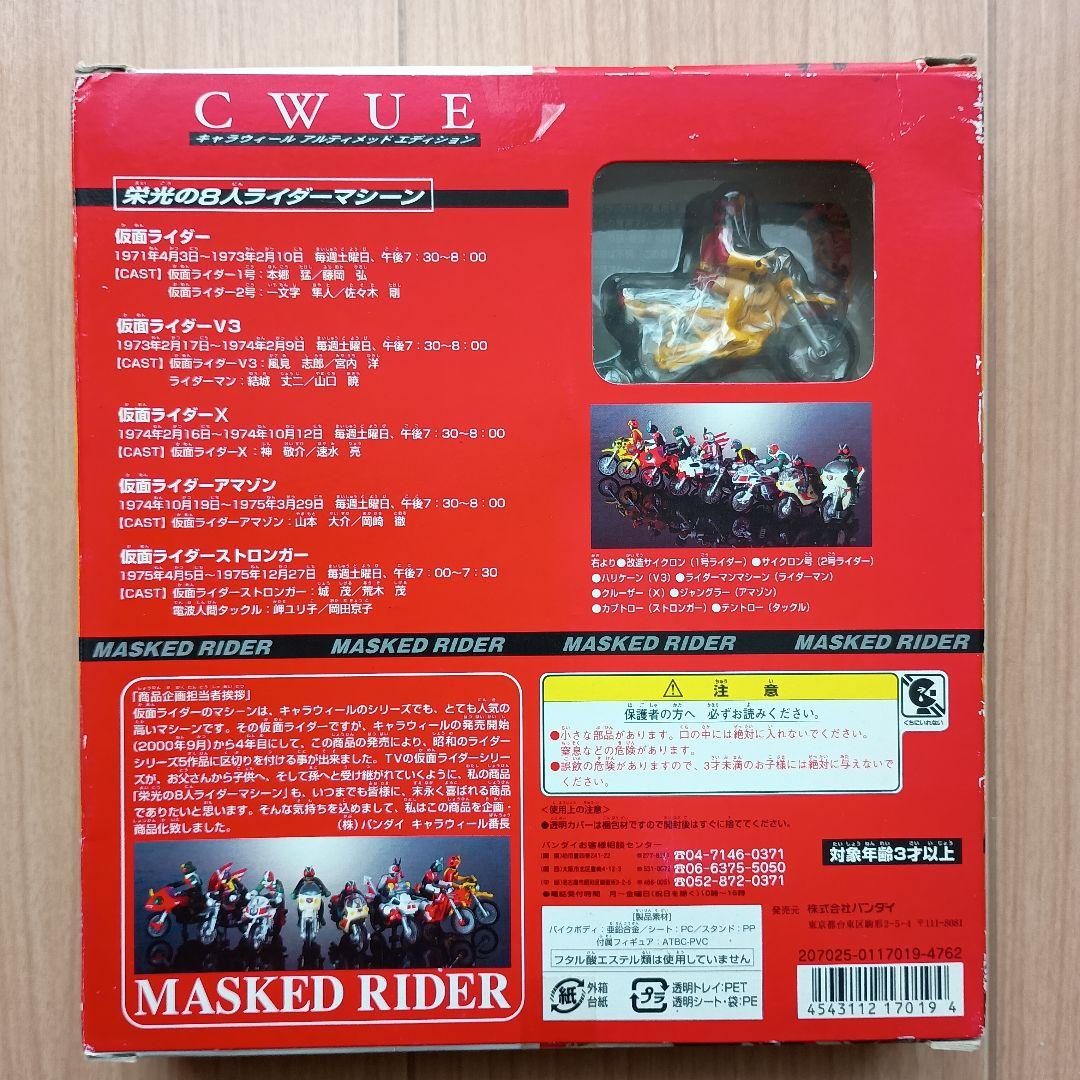 CWUE
キャラウィール アルティメッド エディション
栄光の8人ライダーマシーン
仮面ライダー
1971年4月3日〜1973年2月10日 毎週土曜日、午後7：30〜8：00
【CAST】仮面ライダー1号：本郷 猛／藤岡 弘
仮面ライダー2号：一文字 隼人／佐々木 剛
仮面ライダーV3
1973年2月17日〜1974年2月9日 毎週土曜日、午後7：30〜8：00
【CAST】仮面ライダーV3：風見 志郎／宮内 洋
ライダーマン：結城 丈二／山口 暁
仮面ライダーX
1974年2月16日〜1974年10月12日 毎週土曜日、午後7：30〜8：00
【CAST】仮面ライダーX：神 敬介／速水 亮
仮面ライダーアマゾン
1974年10月19日〜1975年3月29日 毎週土曜日、午後7：30〜8：00
【CAST】仮面ライダーアマゾン：山本 大介／岡崎 徹
仮面ライダーストロンガー
1975年4月5日〜1975年12月27日 毎週土曜日、午後7：00〜7：30
【CAST】仮面ライダーストロンガー：城 茂／荒木 茂
電波人間タックル：岬ユリ子／岡田京子
右より●改造サイクロン（1号ライダー）●サイクロン号（2号ライダー）
●ハリケーン（V3）●ライダーマンマシーン（ライダーマン）
●クルーザー（X）●ジャングラー（アマゾン）
●カブトロー（ストロンガー）●テントロー（タックル）
MASKED RIDER MASKED RIDER MASKED RIDER MASKED RIDER
「商品企画担当者挨拶」
仮面ライダーのマシーンは、キャラウィールのシリーズでも、とても人気の
高いマシーンです。その仮面ライダーですが、キャラウィールの発売開始
（2000年9月）から4年目にして、この商品の発売により、昭和のライダー
シリーズ5作品に区切りを付ける事が出来ました。TVの仮面ライダーシリー
ズが、お父さんから子供へ、そして孫へと受け継がれていくように、私の商品
「栄光の8人ライダーマシーン」も、いつまでも皆様に、末永く喜ばれる商品
でありたいと思います。そんな気持ちを込めまして、私はこの商品を企画・
商品化致しました。
（株）バンダイ キャラウィール番長
MASKED RIDER
⚠ 注意
保護者の方へ 必ずお読みください。
●小さな部品があります。口の中には絶対に入れないでください。
窒息などの危険があります。
●誤飲の危険がありますので、3才未満のお子様には絶対に与えないで
ください。
くちにいれない
＜使用上の注意＞
●透明カバーは梱包材ですので開封後はすぐに捨ててください。
バンダイお客様相談センター
☎04-7146-0371
☎06-6375-5050
☎052-872-0371
●電話受付時間 月〜金曜日(祝日を除く)10時〜16時
対象年齢3才以上
【製品素材】
バイクボディ：亜鉛合金／シート：PC／スタンド：PP
付属フィギュア：ATBC-PVC
フタル酸エステル類は使用していません
紙 外箱
台紙
プラ 透明トレイ：PET
透明シート・袋：PE
発売元 株式会社バンダイ
東京都台東区駒形2-5-4 〒111-8081
207025-0117019-4762
4543112 17019 4